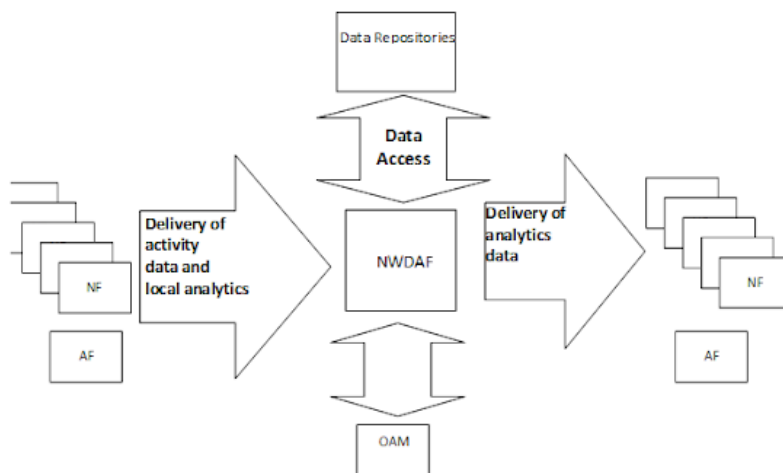 Data Repositories
Data
Access
Delivery of
activity
data and
local analytics
NWDAF
Delivery of
analytics
data
NF
AF
NF
AF
OAM